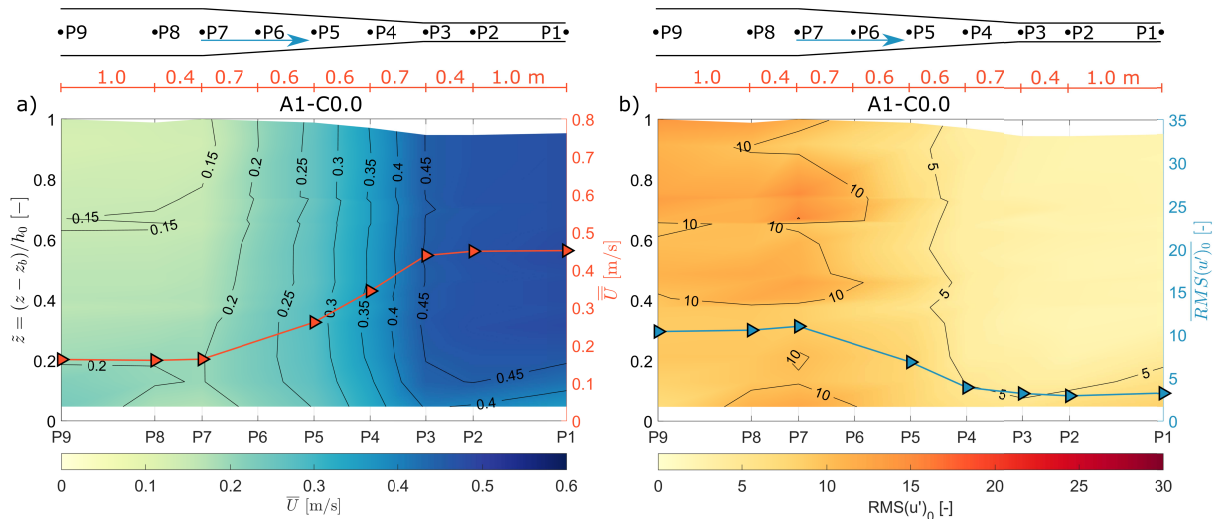 P9 P8 P7 P6 P5 P4 P3 P2 P1
1.0 0.4 0.7 0.6 0.6 0.7 0.4 1.0 m
a) A1-C0.0
1 0.8 0.6 0.4 0.2 0
z̃ = (z − z_b)/h_0 [−]
0.15 0.2 0.25 0.3 0.35 0.4 0.45
0.15 0.15
0.2 0.25 0.3 0.35 0.4 0.45
0.2 0.45
0.4
0.8 0.7 0.6 0.5 0.4 0.3 0.2 0.1 0
U̿ [m/s]
P9 P8 P7 P6 P5 P4 P3 P2 P1
0 0.1 0.2 0.3 0.4 0.5 0.6
U̅ [m/s]
P9 P8 P7 P6 P5 P4 P3 P2 P1
1.0 0.4 0.7 0.6 0.6 0.7 0.4 1.0 m
b) A1-C0.0
1 0.8 0.6 0.4 0.2 0
10 5
10
10
10 10 5
10
10 5 5
35 30 25 20 15 10 5 0
RMS(u')₀ [-]
P9 P8 P7 P6 P5 P4 P3 P2 P1
0 5 10 15 20 25 30
RMS(u')₀ [-]